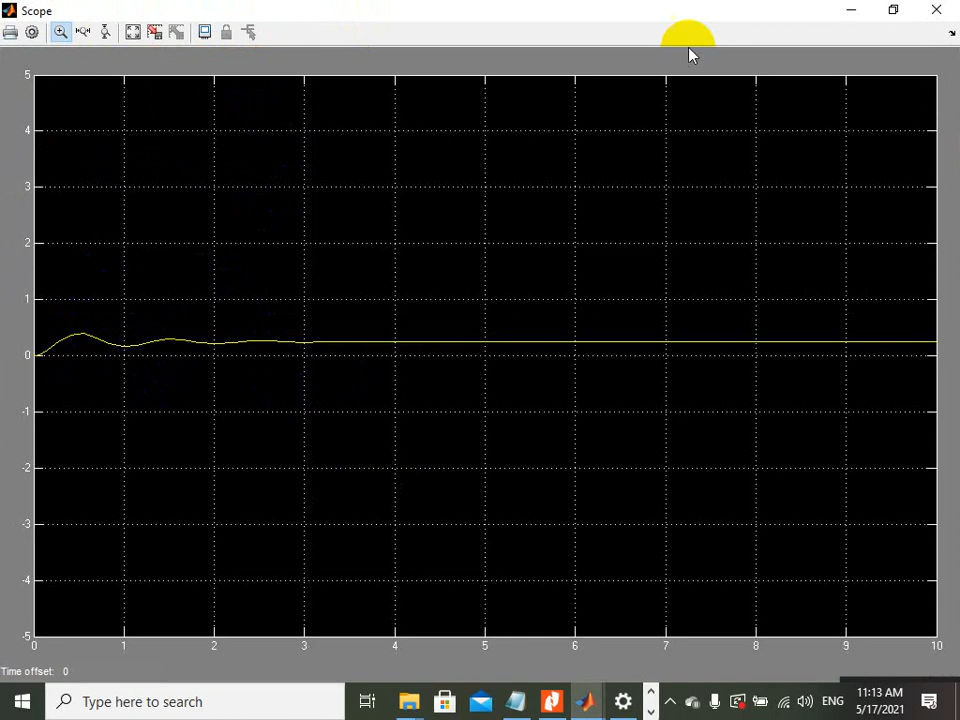 Scope
5
4
3
2
1
0
-1
-2
-3
-4
-5
0 1 2 3 4 5 6 7 8 9 10
Time offset: 0
Type here to search
ENG
11:13 AM
5/17/2021